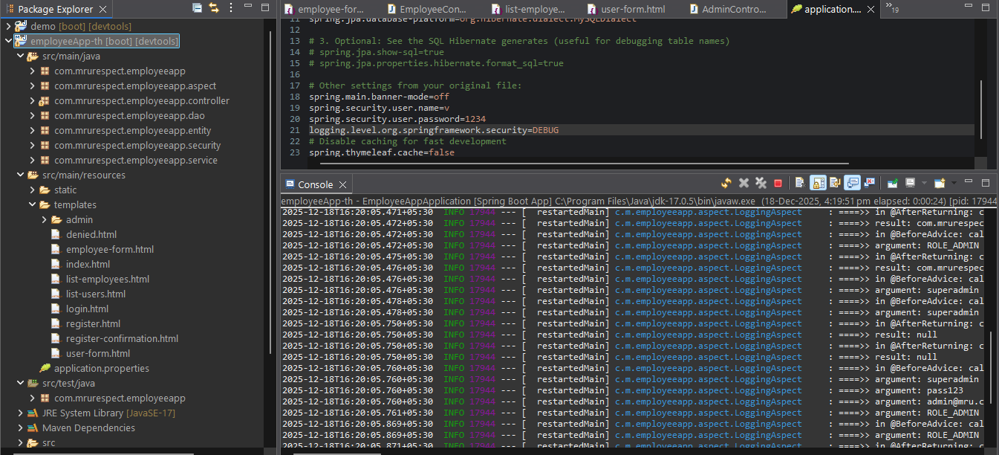 Package Explorer
demo [boot] [devtools]
employeeApp-th [boot] [devtools]
src/main/java
com.mrurespect.employeeapp
com.mrurespect.employeeapp.aspect
com.mrurespect.employeeapp.controller
com.mrurespect.employeeapp.dao
com.mrurespect.employeeapp.entity
com.mrurespect.employeeapp.security
com.mrurespect.employeeapp.service
src/main/resources
static
templates
admin
denied.html
employee-form.html
index.html
list-employees.html
list-users.html
login.html
register.html
register-confirmation.html
user-form.html
application.properties
src/test/java
com.mrurespect.employeeapp
JRE System Library [JavaSE-17]
Maven Dependencies
src
employee-for... EmployeeCon... list-employe... user-form.html AdminContro... application.... »19
11 spring.jpa.database-platform=org.hibernate.dialect.MySQLDialect
12
13 # 3. Optional: See the SQL Hibernate generates (useful for debugging table names)
14 # spring.jpa.show-sql=true
15 # spring.jpa.properties.hibernate.format_sql=true
16
17 # Other settings from your original file:
18 spring.main.banner-mode=off
19 spring.security.user.name=v
20 spring.security.user.password=1234
21 logging.level.org.springframework.security=DEBUG
22 # Disable caching for fast development
23 spring.thymeleaf.cache=false
Console
employeeApp-th - EmployeeAppApplication [Spring Boot App] C:\Program Files\Java\jdk-17.0.5\bin\javaw.exe (18-Dec-2025, 4:19:51 pm elapsed: 0:00:24) [pid: 17944
2025-12-18T16:20:05.471+05:30 INFO 17944 --- [ restartedMain] c.m.employeeapp.aspect.LoggingAspect : ====>> in @AfterReturning: c
2025-12-18T16:20:05.472+05:30 INFO 17944 --- [ restartedMain] c.m.employeeapp.aspect.LoggingAspect : ====>> result: com.mrurespec
2025-12-18T16:20:05.472+05:30 INFO 17944 --- [ restartedMain] c.m.employeeapp.aspect.LoggingAspect : ====>> in @BeforeAdvice: cal
2025-12-18T16:20:05.472+05:30 INFO 17944 --- [ restartedMain] c.m.employeeapp.aspect.LoggingAspect : ====>> argument: ROLE_ADMIN
2025-12-18T16:20:05.475+05:30 INFO 17944 --- [ restartedMain] c.m.employeeapp.aspect.LoggingAspect : ====>> in @AfterReturning: c
2025-12-18T16:20:05.476+05:30 INFO 17944 --- [ restartedMain] c.m.employeeapp.aspect.LoggingAspect : ====>> result: com.mrurespec
2025-12-18T16:20:05.476+05:30 INFO 17944 --- [ restartedMain] c.m.employeeapp.aspect.LoggingAspect : ====>> in @BeforeAdvice: cal
2025-12-18T16:20:05.476+05:30 INFO 17944 --- [ restartedMain] c.m.employeeapp.aspect.LoggingAspect : ====>> argument: superadmin
2025-12-18T16:20:05.478+05:30 INFO 17944 --- [ restartedMain] c.m.employeeapp.aspect.LoggingAspect : ====>> in @BeforeAdvice: cal
2025-12-18T16:20:05.478+05:30 INFO 17944 --- [ restartedMain] c.m.employeeapp.aspect.LoggingAspect : ====>> argument: superadmin
2025-12-18T16:20:05.750+05:30 INFO 17944 --- [ restartedMain] c.m.employeeapp.aspect.LoggingAspect : ====>> in @AfterReturning: c
2025-12-18T16:20:05.750+05:30 INFO 17944 --- [ restartedMain] c.m.employeeapp.aspect.LoggingAspect : ====>> result: null
2025-12-18T16:20:05.750+05:30 INFO 17944 --- [ restartedMain] c.m.employeeapp.aspect.LoggingAspect : ====>> in @AfterReturning: c
2025-12-18T16:20:05.750+05:30 INFO 17944 --- [ restartedMain] c.m.employeeapp.aspect.LoggingAspect : ====>> result: null
2025-12-18T16:20:05.760+05:30 INFO 17944 --- [ restartedMain] c.m.employeeapp.aspect.LoggingAspect : ====>> in @BeforeAdvice: cal
2025-12-18T16:20:05.760+05:30 INFO 17944 --- [ restartedMain] c.m.employeeapp.aspect.LoggingAspect : ====>> argument: superadmin
2025-12-18T16:20:05.760+05:30 INFO 17944 --- [ restartedMain] c.m.employeeapp.aspect.LoggingAspect : ====>> argument: pass123
2025-12-18T16:20:05.760+05:30 INFO 17944 --- [ restartedMain] c.m.employeeapp.aspect.LoggingAspect : ====>> argument: admin@mru.c
2025-12-18T16:20:05.761+05:30 INFO 17944 --- [ restartedMain] c.m.employeeapp.aspect.LoggingAspect : ====>> argument: ROLE_ADMIN
2025-12-18T16:20:05.869+05:30 INFO 17944 --- [ restartedMain] c.m.employeeapp.aspect.LoggingAspect : ====>> in @BeforeAdvice: cal
2025-12-18T16:20:05.869+05:30 INFO 17944 --- [ restartedMain] c.m.employeeapp.aspect.LoggingAspect : ====>> argument: ROLE_ADMIN
2025-12-18T16:20:05.871+05:30 INFO 17944 --- [ restartedMain] c.m.employeeapp.aspect.LoggingAspect : ====>> in @AfterReturning: c